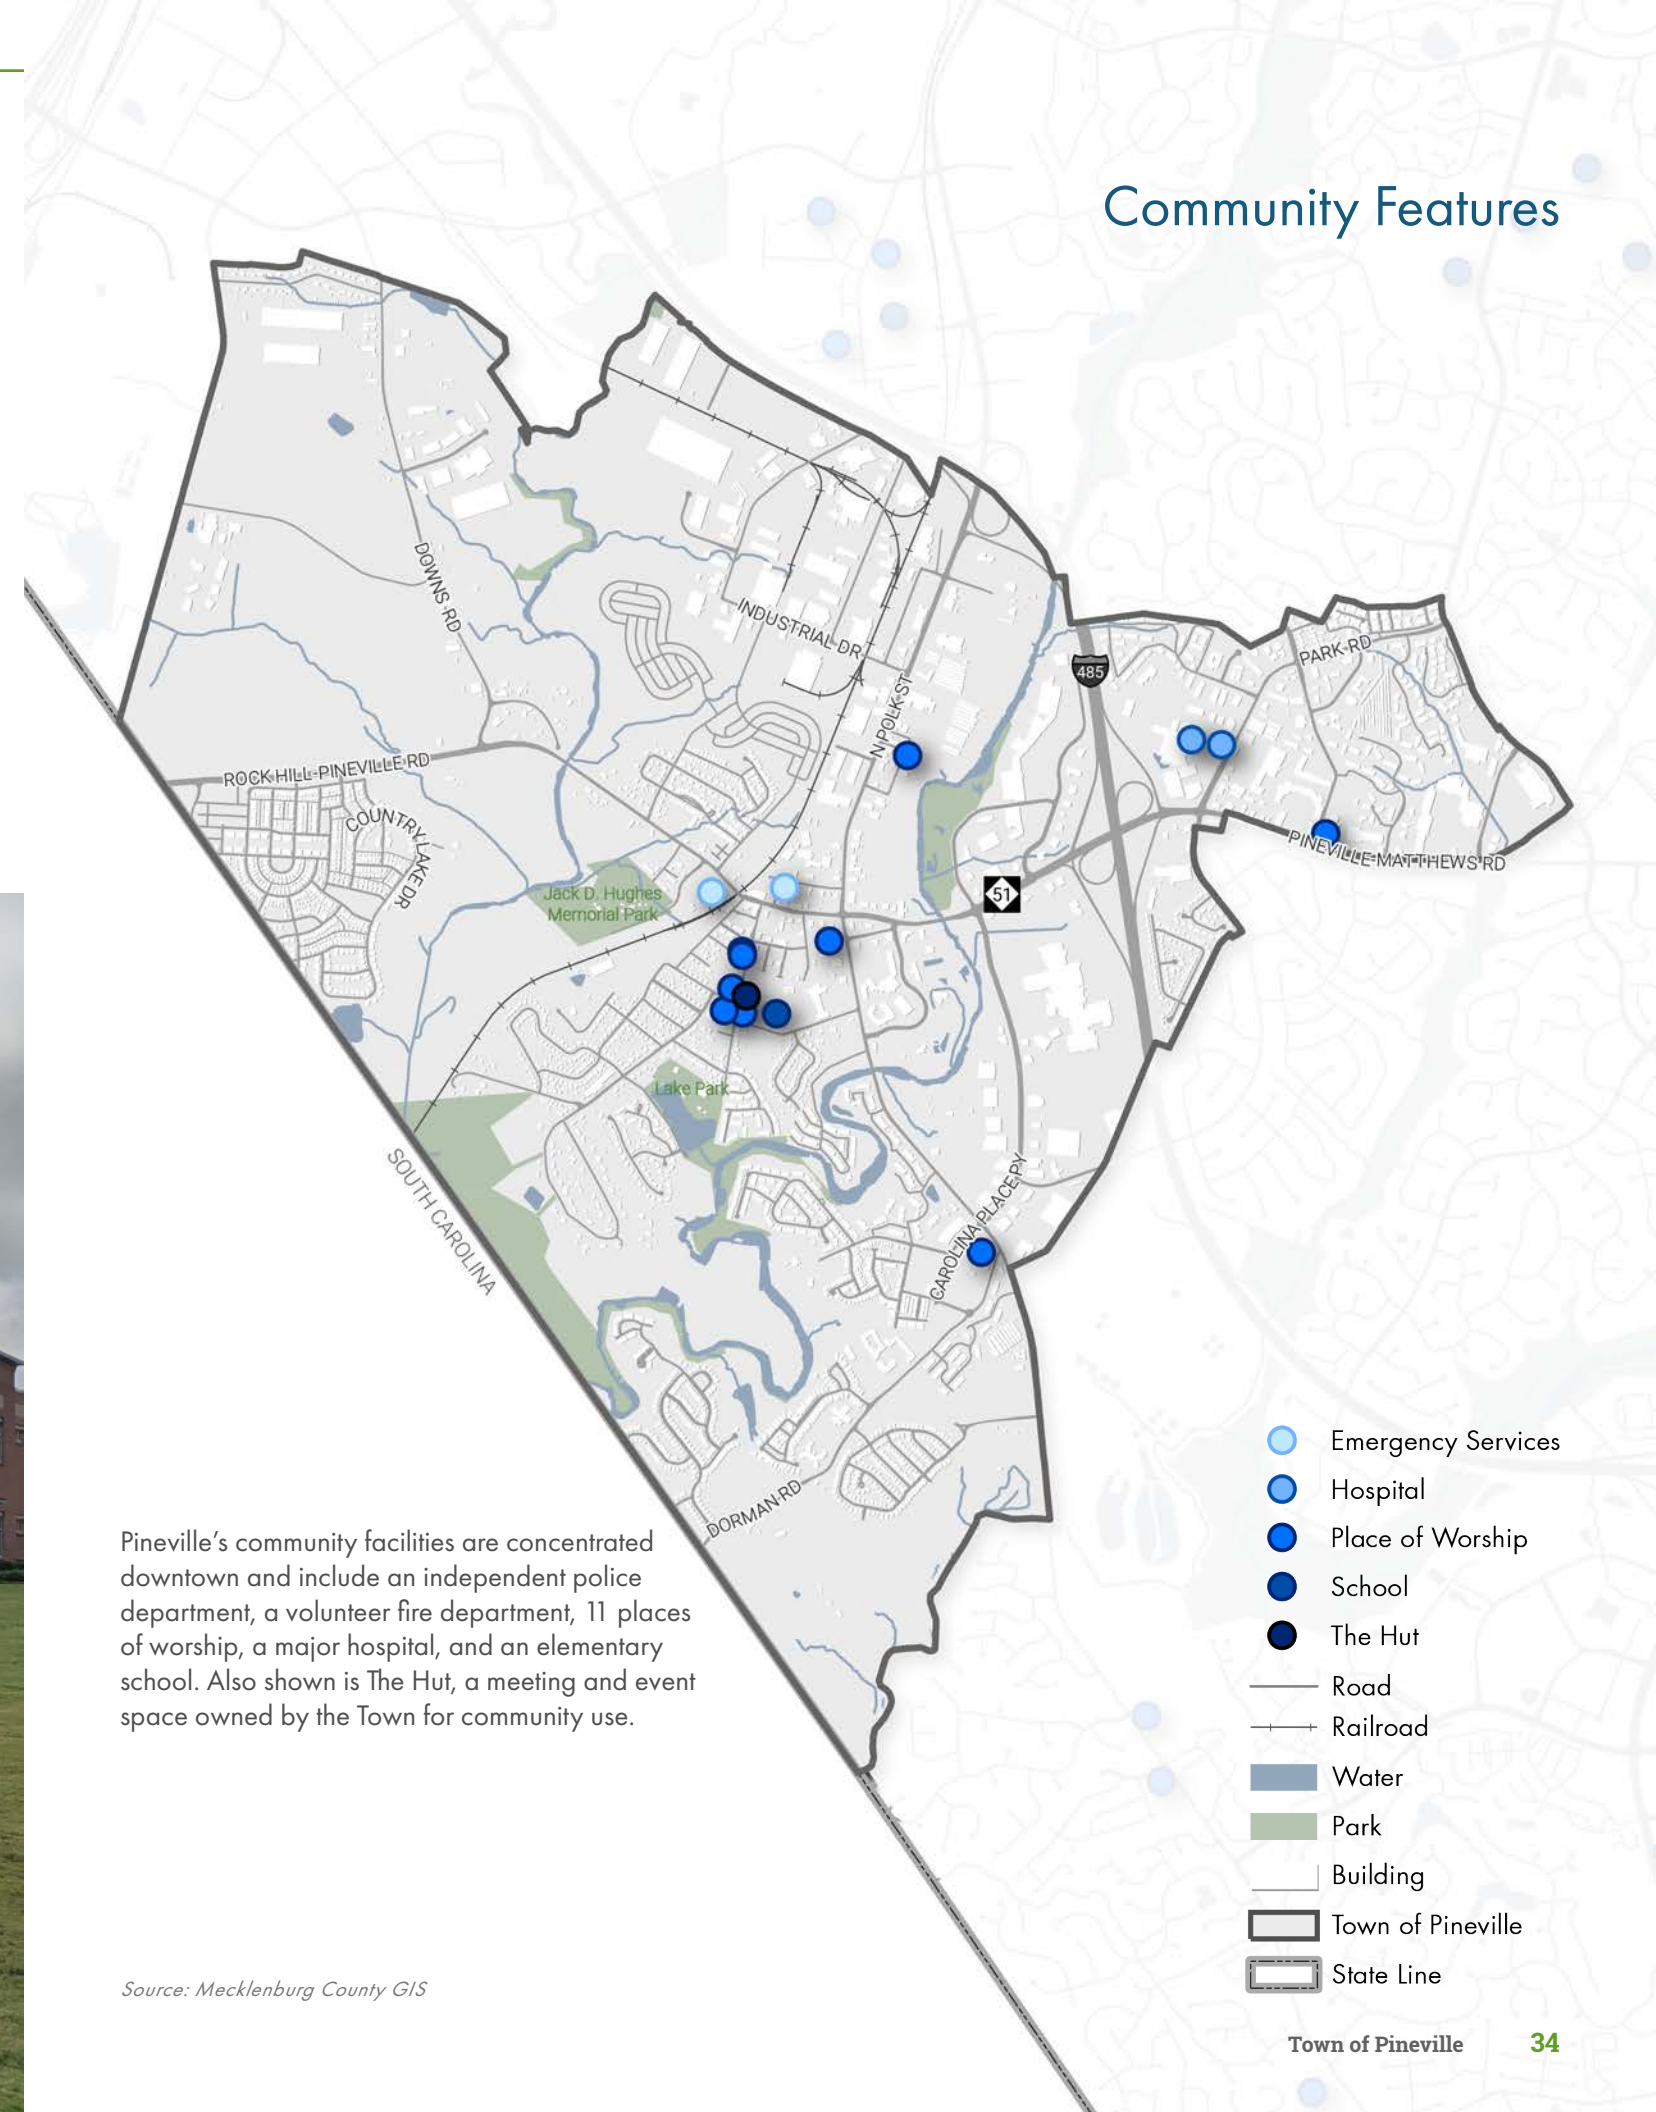 Community Features
DOWNS RD
INDUSTRIAL DR
N POLK ST
485
PARK RD
ROCK HILL-PINEVILLE RD
COUNTRY LAKE DR
PINEVILLE-MATTHEWS RD
Jack D. Hughes
Memorial Park
51
Lake Park
SOUTH CAROLINA
CAROLINA PLACE PY
DORMAN RD
Emergency Services
Hospital
Place of Worship
School
The Hut
Road
Railroad
Water
Park
Building
Town of Pineville
State Line
Pineville’s community facilities are concentrated
downtown and include an independent police
department, a volunteer fire department, 11 places
of worship, a major hospital, and an elementary
school. Also shown is The Hut, a meeting and event
space owned by the Town for community use.
Source: Mecklenburg County GIS
Town of Pineville 34